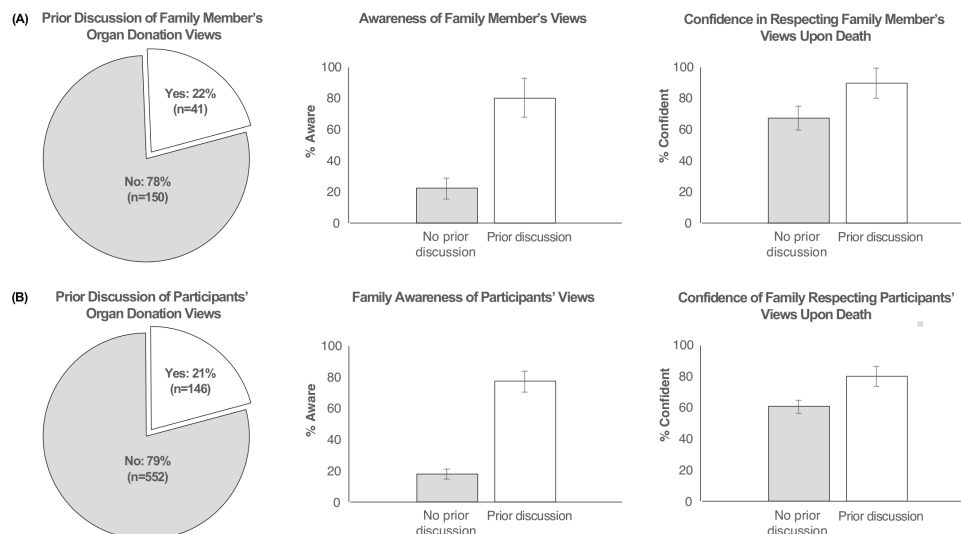 (A)
Prior Discussion of Family Member's
Organ Donation Views
Yes: 22%
(n=41)
No: 78%
(n=150)
Awareness of Family Member's Views
% Aware
100
80
60
40
20
0
No prior
discussion
Prior discussion
Confidence in Respecting Family Member's
Views Upon Death
% Confident
100
80
60
40
20
0
No prior
discussion
Prior discussion
(B)
Prior Discussion of Participants'
Organ Donation Views
Yes: 21%
(n=146)
No: 79%
(n=552)
Family Awareness of Participants' Views
% Aware
100
80
60
40
20
0
No prior
discussion
Prior discussion
Confidence of Family Respecting Participants'
Views Upon Death
% Confident
100
80
60
40
20
0
No prior
discussion
Prior discussion